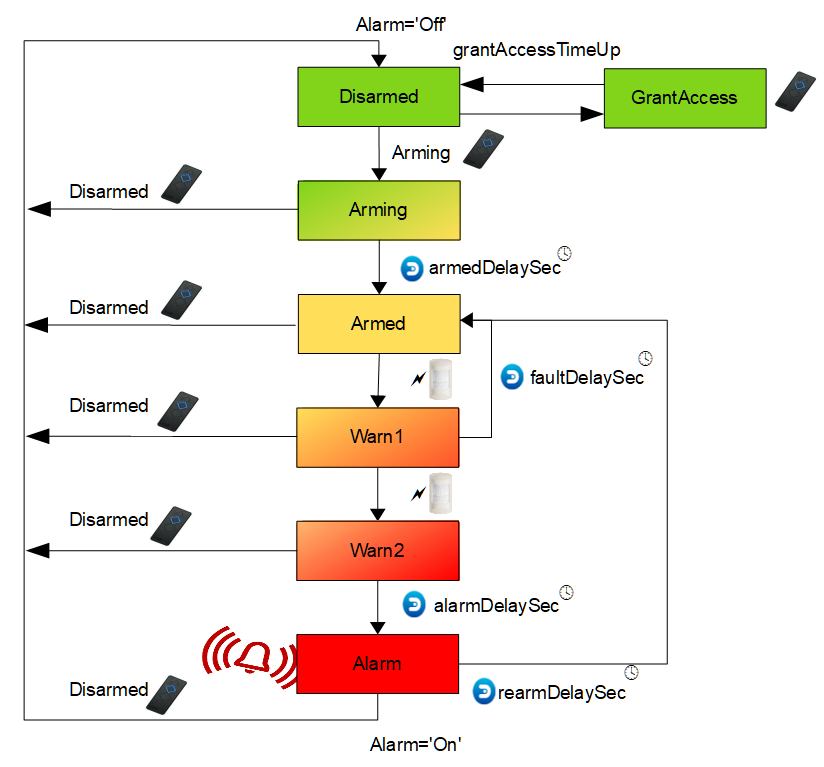 Alarm='Off'
grantAccessTimeUp
Disarmed
GrantAccess
Arming
Disarmed
Arming
armedDelaySec
Disarmed
Armed
faultDelaySec
Disarmed
Warn1
Disarmed
Warn2
alarmDelaySec
Alarm
Disarmed
rearmDelaySec
Alarm='On'